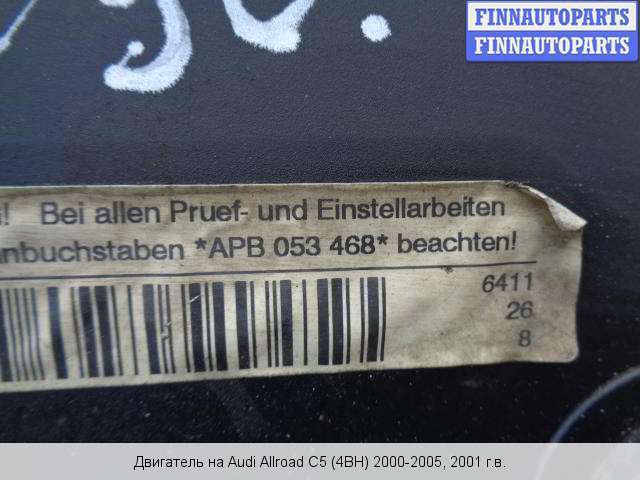 FINNAUTOPARTS
FINNAUTOPARTS
Bei allen Pruef- und Einstellarbeiten
*APB 053 468* beachten!
6411
26
8
Двигатель на Audi Allroad C5 (4BH) 2000-2005, 2001 г.в.